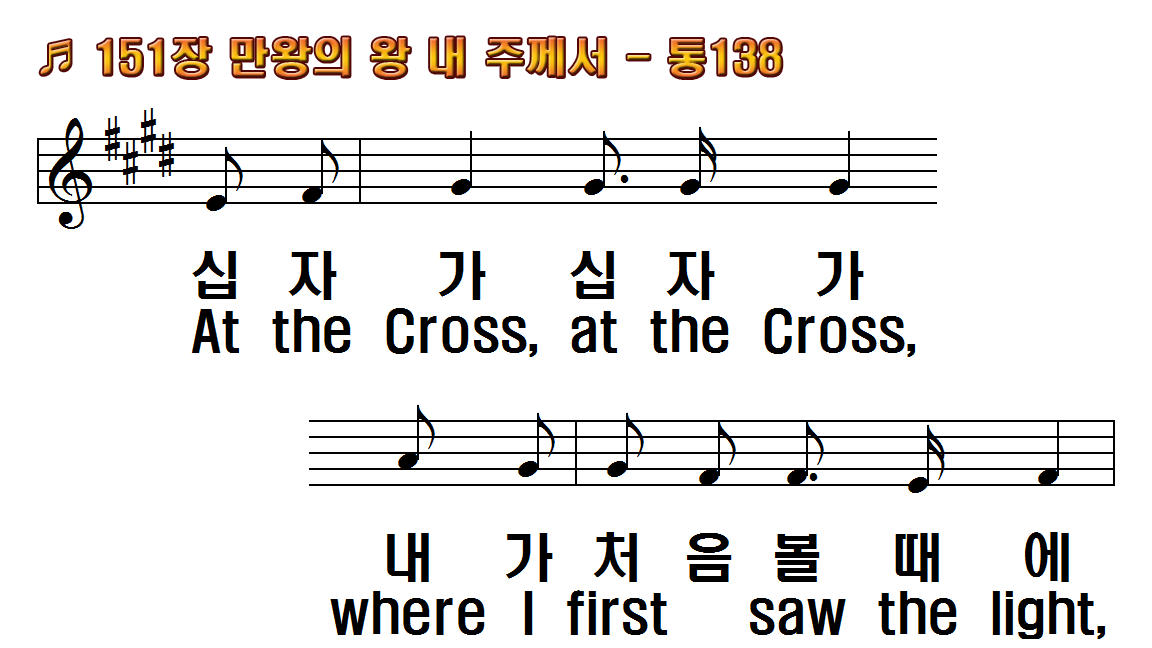 151장 만왕의 왕 내 주께서 - 통138
십 자 가 십 자 가
At the Cross, at the Cross,
내 가 처 음 볼 때 에
where I first saw the light,